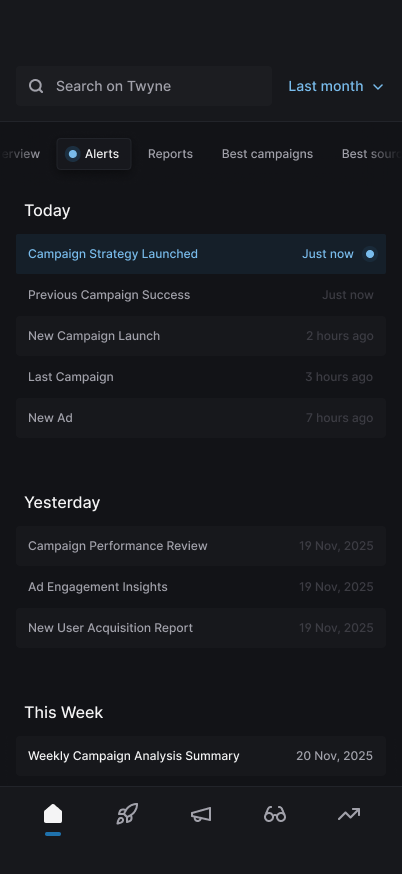 Search on Twyne
Last month
erview
Alerts
Reports
Best campaigns
Best sour
Today
Campaign Strategy Launched Just now
Previous Campaign Success Just now
New Campaign Launch 2 hours ago
Last Campaign 3 hours ago
New Ad 7 hours ago
Yesterday
Campaign Performance Review 19 Nov, 2025
Ad Engagement Insights 19 Nov, 2025
New User Acquisition Report 19 Nov, 2025
This Week
Weekly Campaign Analysis Summary 20 Nov, 2025